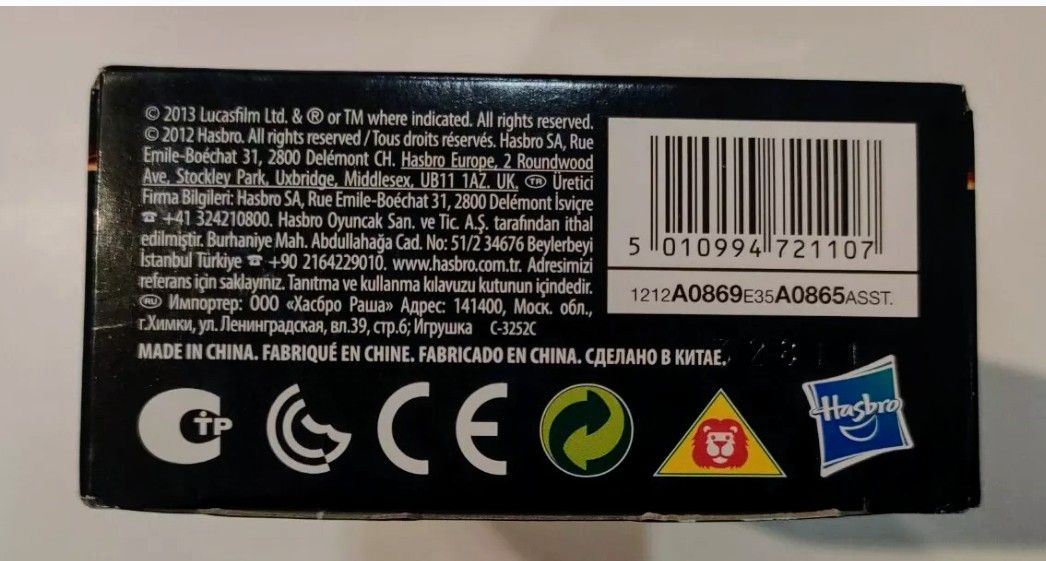 © 2013 Lucasfilm Ltd. & ® or TM where indicated. All rights reserved.
© 2012 Hasbro. All rights reserved / Tous droits réservés. Hasbro SA, Rue
Emile-Boéchat 31, 2800 Delémont CH. Hasbro Europe, 2 Roundwood
Ave, Stockley Park, Uxbridge, Middlesex, UB11 1AZ. UK. TR Üretici
Firma Bilgileri: Hasbro SA, Rue Emile-Boéchat 31, 2800 Delémont İsviçre
☎ +41 324210800. Hasbro Oyuncak San. ve Tic. A.Ş. tarafından ithal
edilmiştir. Burhaniye Mah. Abdullahağa Cad. No: 51/2 34676 Beylerbeyi
İstanbul Türkiye ☎ +90 2164229010. www.hasbro.com.tr. Adresimizi
referans için saklayınız. Tanıtma ve kullanma kılavuzu kutunun içindedir.
RU Импортер: ООО «Хасбро Раша» Адрес: 141400, Моск. обл.,
г.Химки, ул. Ленинградская, вл.39, стр.6; Игрушка C-3252C
MADE IN CHINA. FABRIQUÉ EN CHINE. FABRICADO EN CHINA. СДЕЛАНО В КИТАЕ.
5 010994 721107
1212A0869E35A0865ASST.
CTP
CE
Hasbro